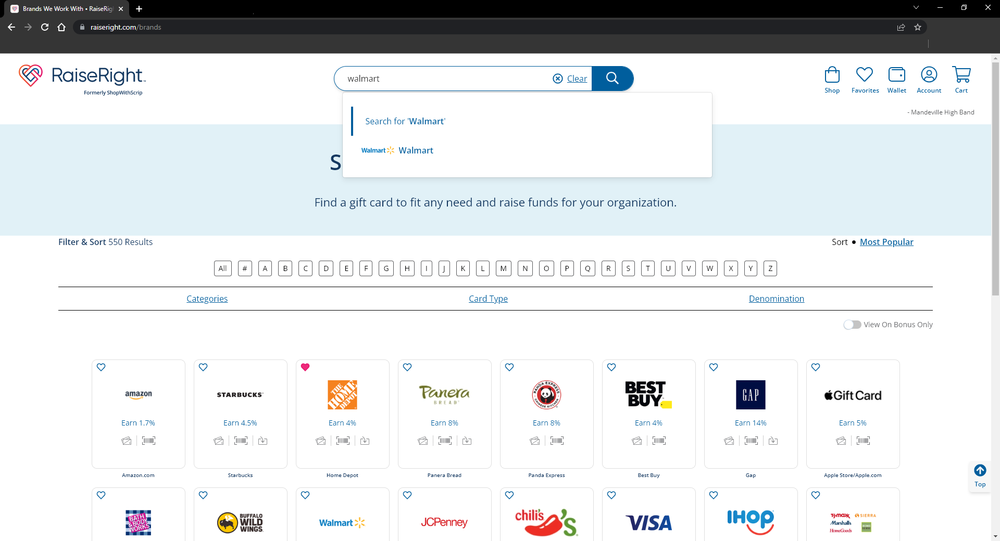 Brands We Work With • RaiseRig
raiseright.com/brands
RaiseRight™
Formerly ShopWithScrip
walmart
Clear
Shop
Favorites
Wallet
Account
Cart
- Mandeville High Band
Search for 'Walmart'
Walmart Walmart
S
Find a gift card to fit any need and raise funds for your organization.
Filter & Sort 550 Results
Sort • Most Popular
All # A B C D E F G H I J K L M N O P Q R S T U V W X Y Z
Categories
Card Type
Denomination
View On Bonus Only
amazon
Earn 1.7%
Amazon.com
STARBUCKS®
Earn 4.5%
Starbucks
THE HOME DEPOT
Earn 4%
Home Depot
Panera
BREAD®
Earn 8%
Panera Bread
PANDA EXPRESS
CHINESE KITCHEN
Earn 8%
Panda Express
BEST
BUY
Earn 4%
Best Buy
GAP
Earn 14%
Gap
Gift Card
Earn 5%
Apple Store/Apple.com
Top
BATH & BODY WORKS
BUFFALO
WILD
WINGS
Walmart
JCPenney
chili's
VISA
IHOP
T.J.maxx SIERRA
Marshalls
HomeGoods